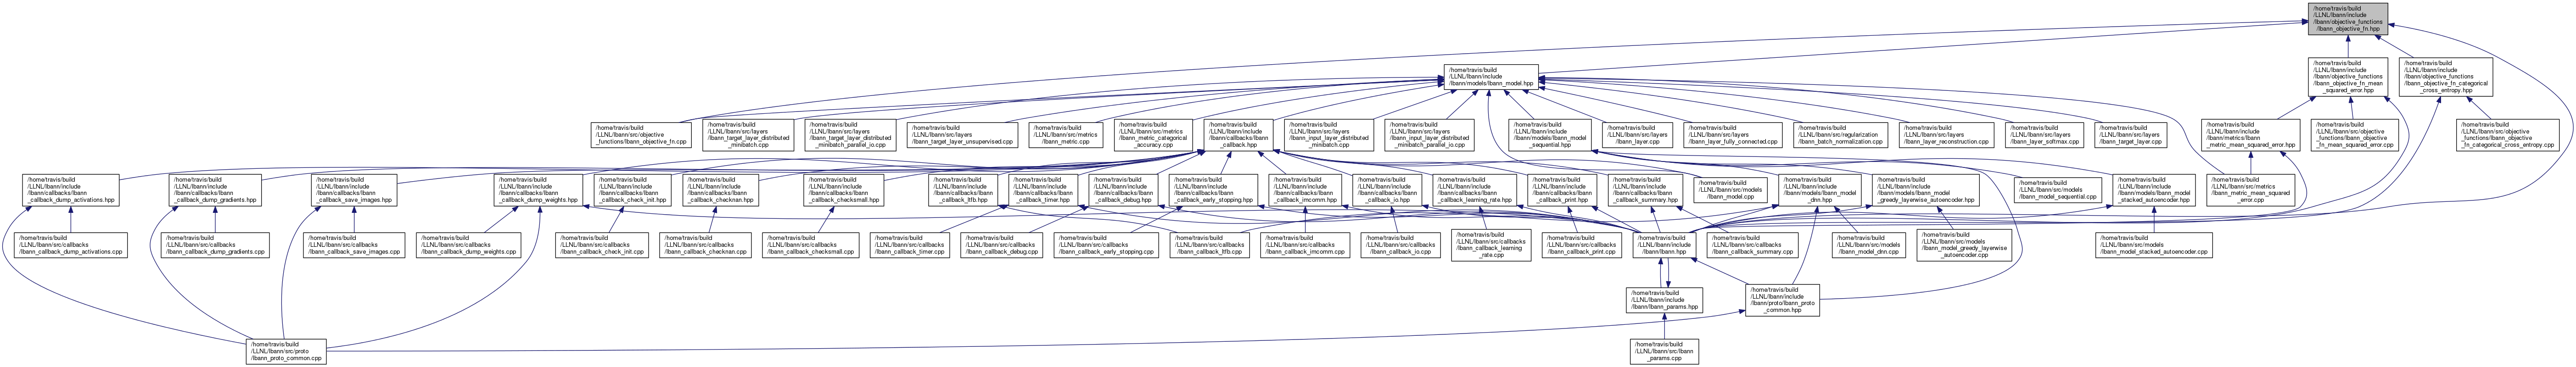 /home/travis/build
/LLNL/lbann/include
/lbann/objective_functions
/lbann_objective_fn.hpp
/home/travis/build
/LLNL/lbann/include
/lbann/models/lbann_model.hpp
/home/travis/build
/LLNL/lbann/include
/lbann/objective_functions
/lbann_objective_fn_mean
_squared_error.hpp
/home/travis/build
/LLNL/lbann/include
/lbann/objective_functions
/lbann_objective_fn_categorical
_cross_entropy.hpp
/home/travis/build
/LLNL/lbann/src/objective
_functions/lbann_objective_fn.cpp
/home/travis/build
/LLNL/lbann/src/layers
/lbann_target_layer_distributed
_minibatch.cpp
/home/travis/build
/LLNL/lbann/src/layers
/lbann_target_layer_distributed
_minibatch_parallel_io.cpp
/home/travis/build
/LLNL/lbann/src/layers
/lbann_target_layer_unsupervised.cpp
/home/travis/build
/LLNL/lbann/src/metrics
/lbann_metric.cpp
/home/travis/build
/LLNL/lbann/src/metrics
/lbann_metric_categorical
_accuracy.cpp
/home/travis/build
/LLNL/lbann/include
/lbann/callbacks/lbann
_callback.hpp
/home/travis/build
/LLNL/lbann/src/layers
/lbann_input_layer_distributed
_minibatch.cpp
/home/travis/build
/LLNL/lbann/src/layers
/lbann_input_layer_distributed
_minibatch_parallel_io.cpp
/home/travis/build
/LLNL/lbann/include
/lbann/models/lbann_model
_sequential.hpp
/home/travis/build
/LLNL/lbann/src/layers
/lbann_layer.cpp
/home/travis/build
/LLNL/lbann/src/layers
/lbann_layer_fully_connected.cpp
/home/travis/build
/LLNL/lbann/src/regularization
/lbann_batch_normalization.cpp
/home/travis/build
/LLNL/lbann/src/layers
/lbann_layer_reconstruction.cpp
/home/travis/build
/LLNL/lbann/src/layers
/lbann_layer_softmax.cpp
/home/travis/build
/LLNL/lbann/src/layers
/lbann_target_layer.cpp
/home/travis/build
/LLNL/lbann/include
/lbann/metrics/lbann
_metric_mean_squared_error.hpp
/home/travis/build
/LLNL/lbann/src/objective
_functions/lbann_objective
_fn_mean_squared_error.cpp
/home/travis/build
/LLNL/lbann/src/objective
_functions/lbann_objective
_fn_categorical_cross_entropy.cpp
/home/travis/build
/LLNL/lbann/include
/lbann/callbacks/lbann
_callback_dump_activations.hpp
/home/travis/build
/LLNL/lbann/include
/lbann/callbacks/lbann
_callback_dump_gradients.hpp
/home/travis/build
/LLNL/lbann/include
/lbann/callbacks/lbann
_callback_save_images.hpp
/home/travis/build
/LLNL/lbann/include
/lbann/callbacks/lbann
_callback_dump_weights.hpp
/home/travis/build
/LLNL/lbann/include
/lbann/callbacks/lbann
_callback_check_init.hpp
/home/travis/build
/LLNL/lbann/include
/lbann/callbacks/lbann
_callback_checknan.hpp
/home/travis/build
/LLNL/lbann/include
/lbann/callbacks/lbann
_callback_checksmall.hpp
/home/travis/build
/LLNL/lbann/include
/lbann/callbacks/lbann
_callback_ltfb.hpp
/home/travis/build
/LLNL/lbann/include
/lbann/callbacks/lbann
_callback_timer.hpp
/home/travis/build
/LLNL/lbann/include
/lbann/callbacks/lbann
_callback_debug.hpp
/home/travis/build
/LLNL/lbann/include
/lbann/callbacks/lbann
_callback_early_stopping.hpp
/home/travis/build
/LLNL/lbann/include
/lbann/callbacks/lbann
_callback_imcomm.hpp
/home/travis/build
/LLNL/lbann/include
/lbann/callbacks/lbann
_callback_io.hpp
/home/travis/build
/LLNL/lbann/include
/lbann/callbacks/lbann
_callback_learning_rate.hpp
/home/travis/build
/LLNL/lbann/include
/lbann/callbacks/lbann
_callback_print.hpp
/home/travis/build
/LLNL/lbann/include
/lbann/callbacks/lbann
_callback_summary.hpp
/home/travis/build
/LLNL/lbann/src/models
/lbann_model.cpp
/home/travis/build
/LLNL/lbann/include
/lbann/models/lbann_model
_dnn.hpp
/home/travis/build
/LLNL/lbann/include
/lbann/models/lbann_model
_greedy_layerwise_autoencoder.hpp
/home/travis/build
/LLNL/lbann/src/models
/lbann_model_sequential.cpp
/home/travis/build
/LLNL/lbann/include
/lbann/models/lbann_model
_stacked_autoencoder.hpp
/home/travis/build
/LLNL/lbann/src/metrics
/lbann_metric_mean_squared
_error.cpp
/home/travis/build
/LLNL/lbann/src/callbacks
/lbann_callback_dump_activations.cpp
/home/travis/build
/LLNL/lbann/src/callbacks
/lbann_callback_dump_gradients.cpp
/home/travis/build
/LLNL/lbann/src/callbacks
/lbann_callback_save_images.cpp
/home/travis/build
/LLNL/lbann/src/callbacks
/lbann_callback_dump_weights.cpp
/home/travis/build
/LLNL/lbann/src/callbacks
/lbann_callback_check_init.cpp
/home/travis/build
/LLNL/lbann/src/callbacks
/lbann_callback_checknan.cpp
/home/travis/build
/LLNL/lbann/src/callbacks
/lbann_callback_checksmall.cpp
/home/travis/build
/LLNL/lbann/src/callbacks
/lbann_callback_timer.cpp
/home/travis/build
/LLNL/lbann/src/callbacks
/lbann_callback_debug.cpp
/home/travis/build
/LLNL/lbann/src/callbacks
/lbann_callback_early_stopping.cpp
/home/travis/build
/LLNL/lbann/src/callbacks
/lbann_callback_ltfb.cpp
/home/travis/build
/LLNL/lbann/src/callbacks
/lbann_callback_imcomm.cpp
/home/travis/build
/LLNL/lbann/src/callbacks
/lbann_callback_io.cpp
/home/travis/build
/LLNL/lbann/src/callbacks
/lbann_callback_learning
_rate.cpp
/home/travis/build
/LLNL/lbann/src/callbacks
/lbann_callback_print.cpp
/home/travis/build
/LLNL/lbann/include
/lbann/lbann.hpp
/home/travis/build
/LLNL/lbann/src/callbacks
/lbann_callback_summary.cpp
/home/travis/build
/LLNL/lbann/src/models
/lbann_model_dnn.cpp
/home/travis/build
/LLNL/lbann/src/models
/lbann_model_greedy_layerwise
_autoencoder.cpp
/home/travis/build
/LLNL/lbann/src/models
/lbann_model_stacked_autoencoder.cpp
/home/travis/build
/LLNL/lbann/include
/lbann/lbann_params.hpp
/home/travis/build
/LLNL/lbann/include
/lbann/proto/lbann_proto
_common.hpp
/home/travis/build
/LLNL/lbann/src/proto
/lbann_proto_common.cpp
/home/travis/build
/LLNL/lbann/src/lbann
_params.cpp